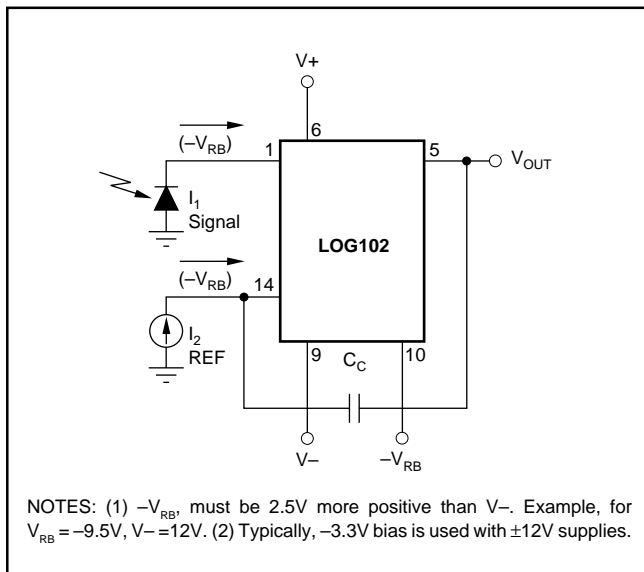 V+
6
(–V_RB)
1
5
V_OUT
I_1
Signal
LOG102
(–V_RB)
14
I_2
REF
9
C_C
10
V–
–V_RB
NOTES: (1) –V_RB, must be 2.5V more positive than V–. Example, for
V_RB = –9.5V, V– =12V. (2) Typically, –3.3V bias is used with ±12V supplies.